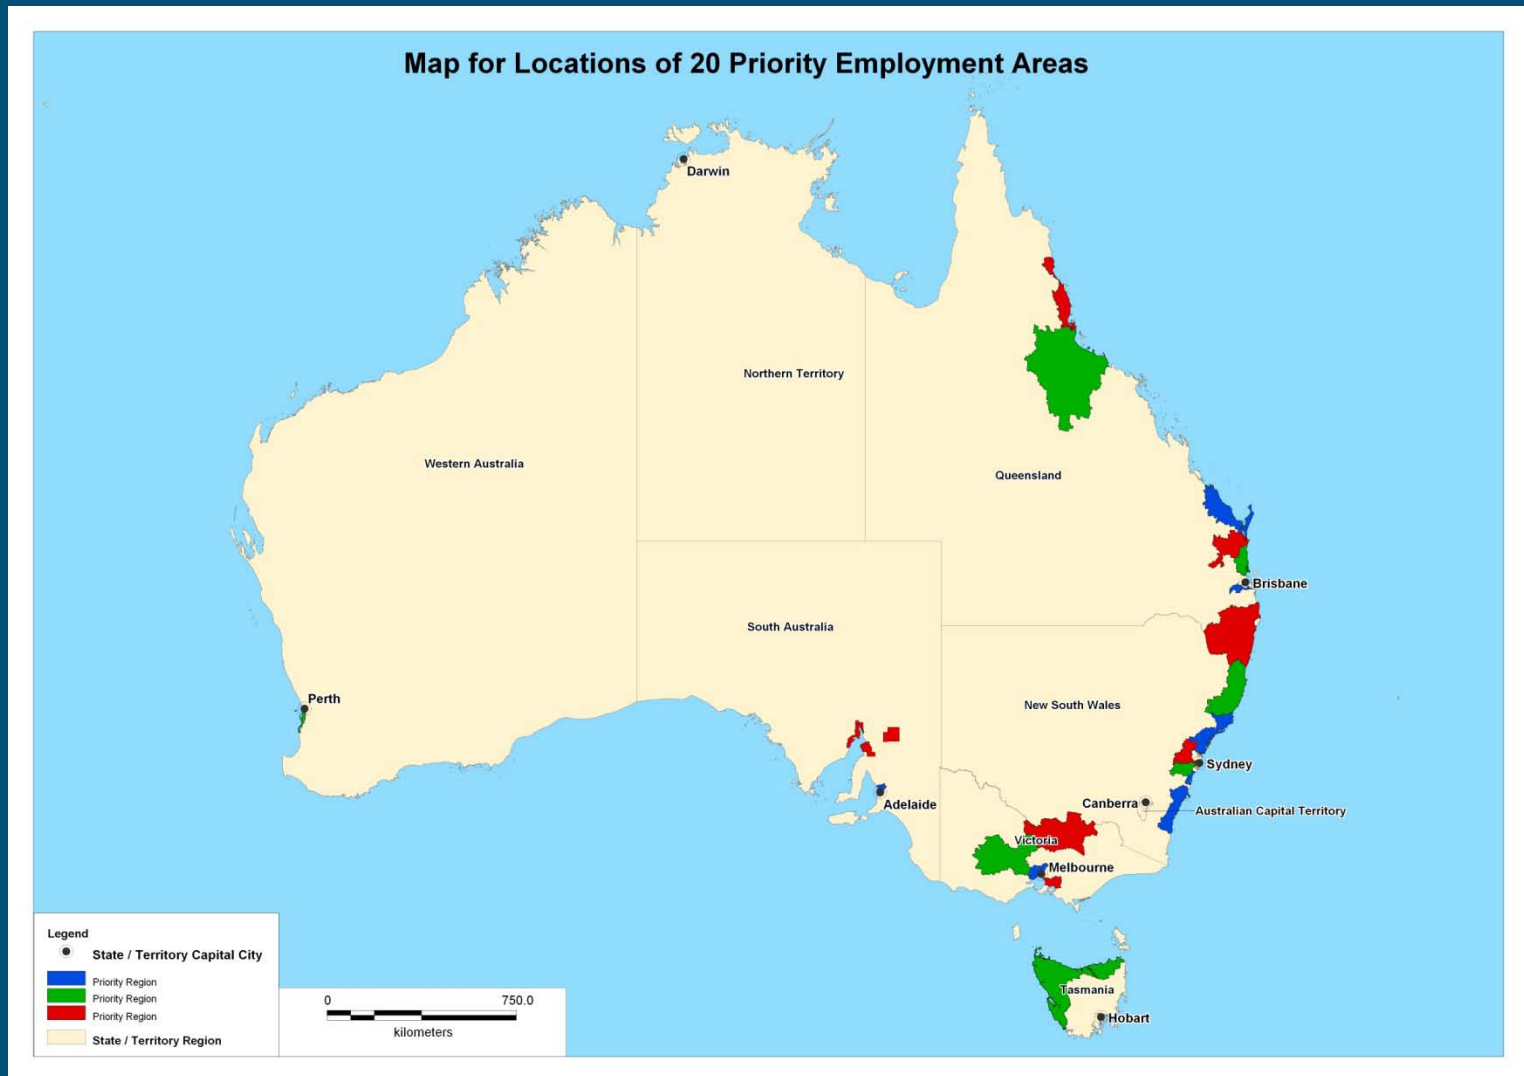 Map for Locations of 20 Priority Employment Areas
Darwin
Northern Territory
Western Australia
Queensland
Brisbane
South Australia
Perth
New South Wales
Sydney
Adelaide
Canberra
Australian Capital Territory
Victoria
Melbourne
Tasmania
Hobart
Legend
State / Territory Capital City
Priority Region
Priority Region
Priority Region
State / Territory Region
0 750.0
kilometers